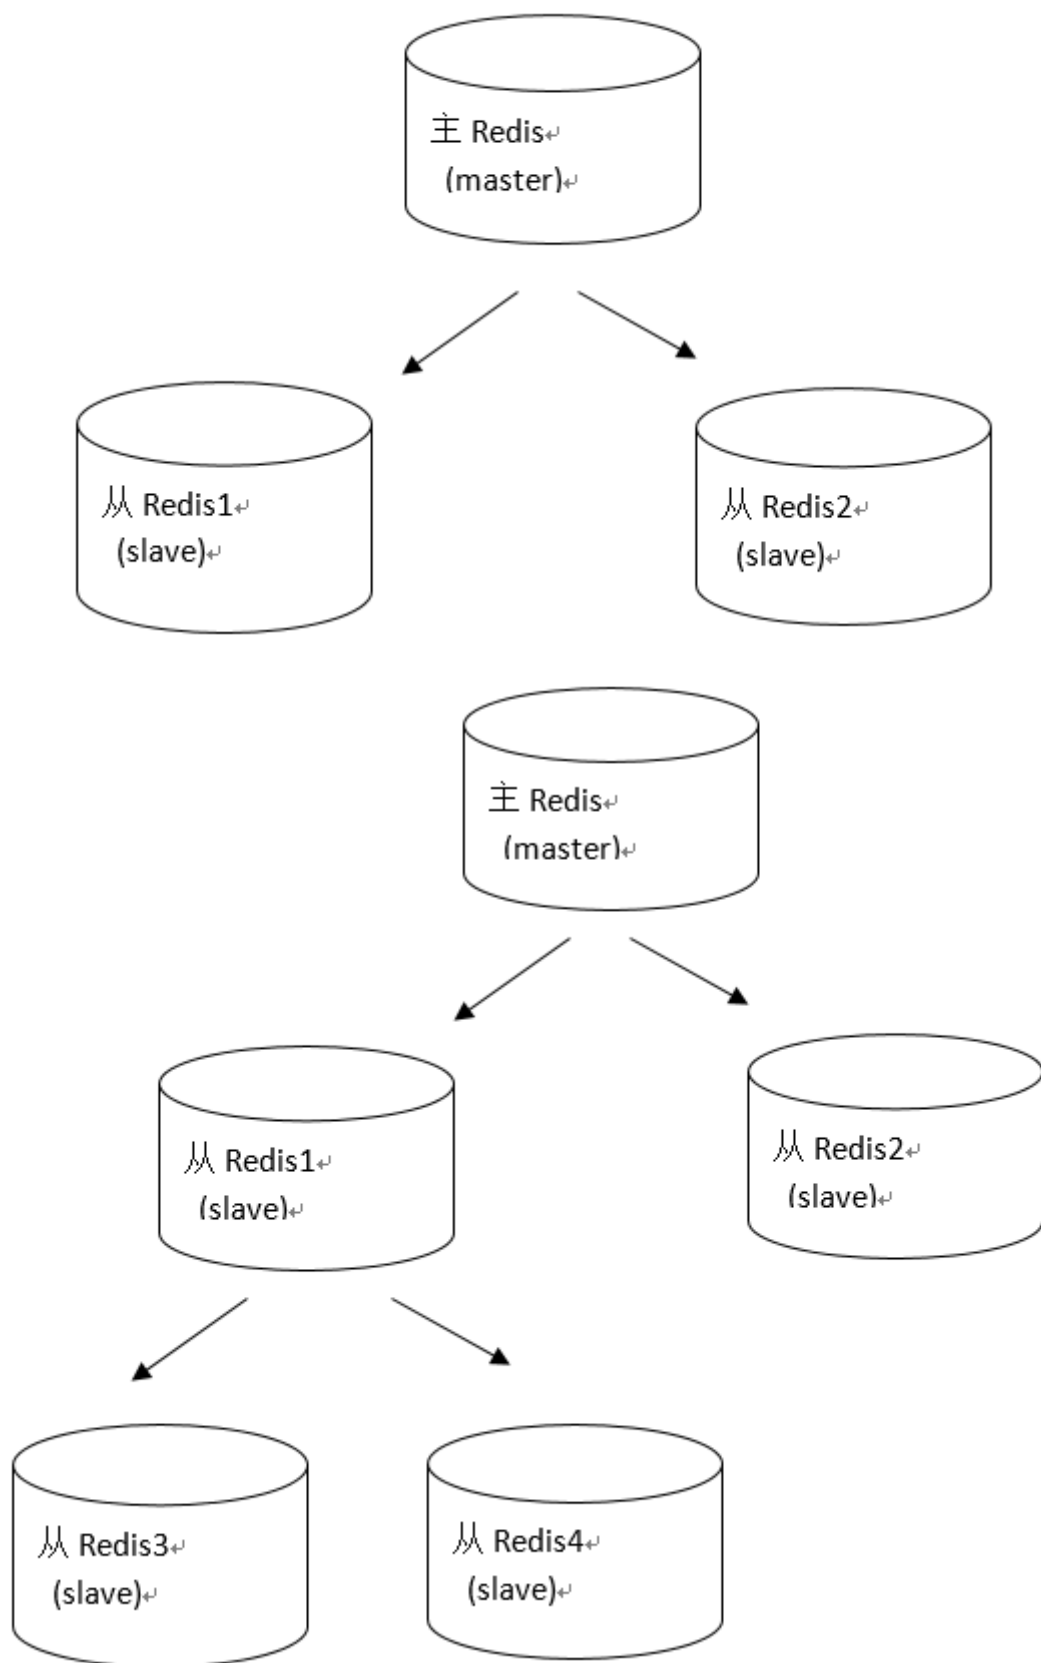 主 Redis↵
(master)↵
从 Redis1↵
(slave)↵
从 Redis2↵
(slave)↵
主 Redis↵
(master)↵
从 Redis1↵
(slave)↵
从 Redis2↵
(slave)↵
从 Redis3↵
(slave)↵
从 Redis4↵
(slave)↵